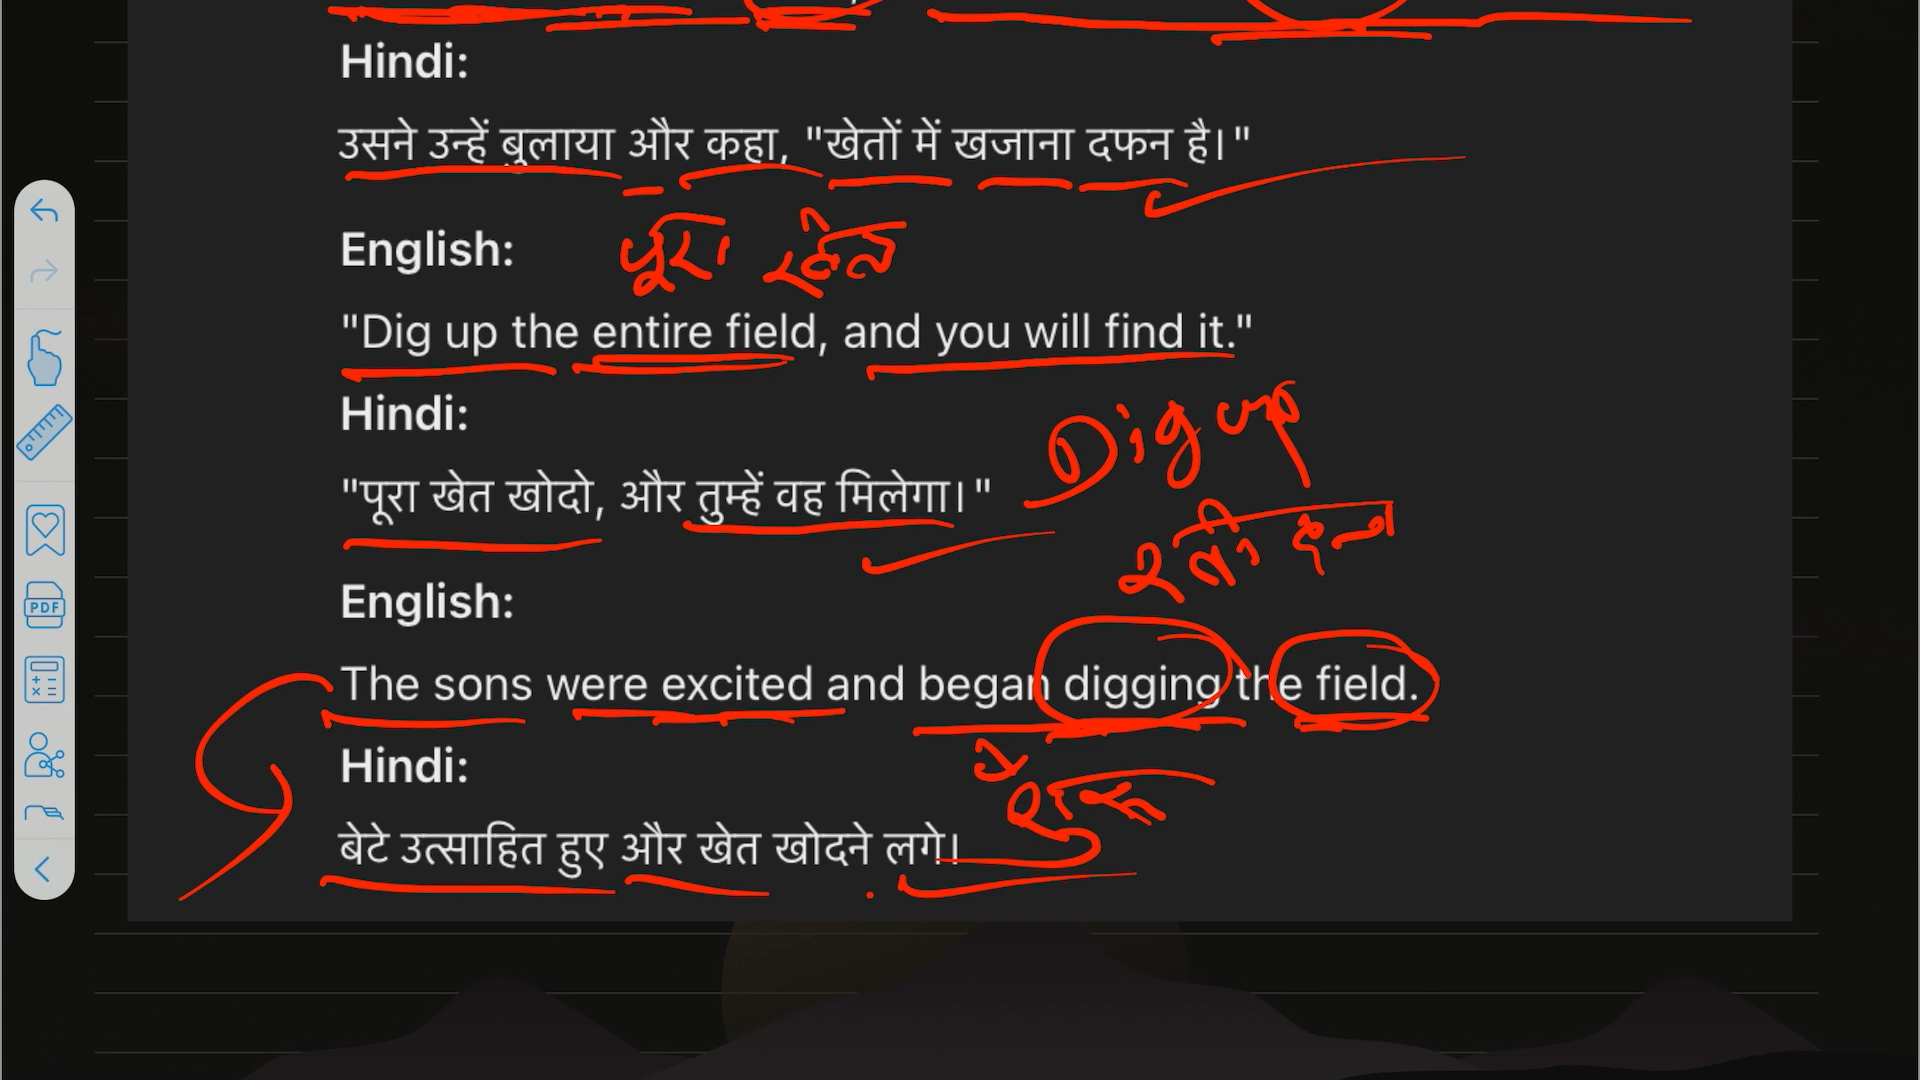 Hindi:
उसने उन्हें बुलाया और कहा, "खेतों में खजाना दफन है।"
English:
पूरा खेत
"Dig up the entire field, and you will find it."
Hindi:
Dig up
"पूरा खेत खोदो, और तुम्हें वह मिलेगा।"
English:
The sons were excited and began digging the field.
Hindi:
बेटे उत्साहित हुए और खेत खोदने लगे।
PDF